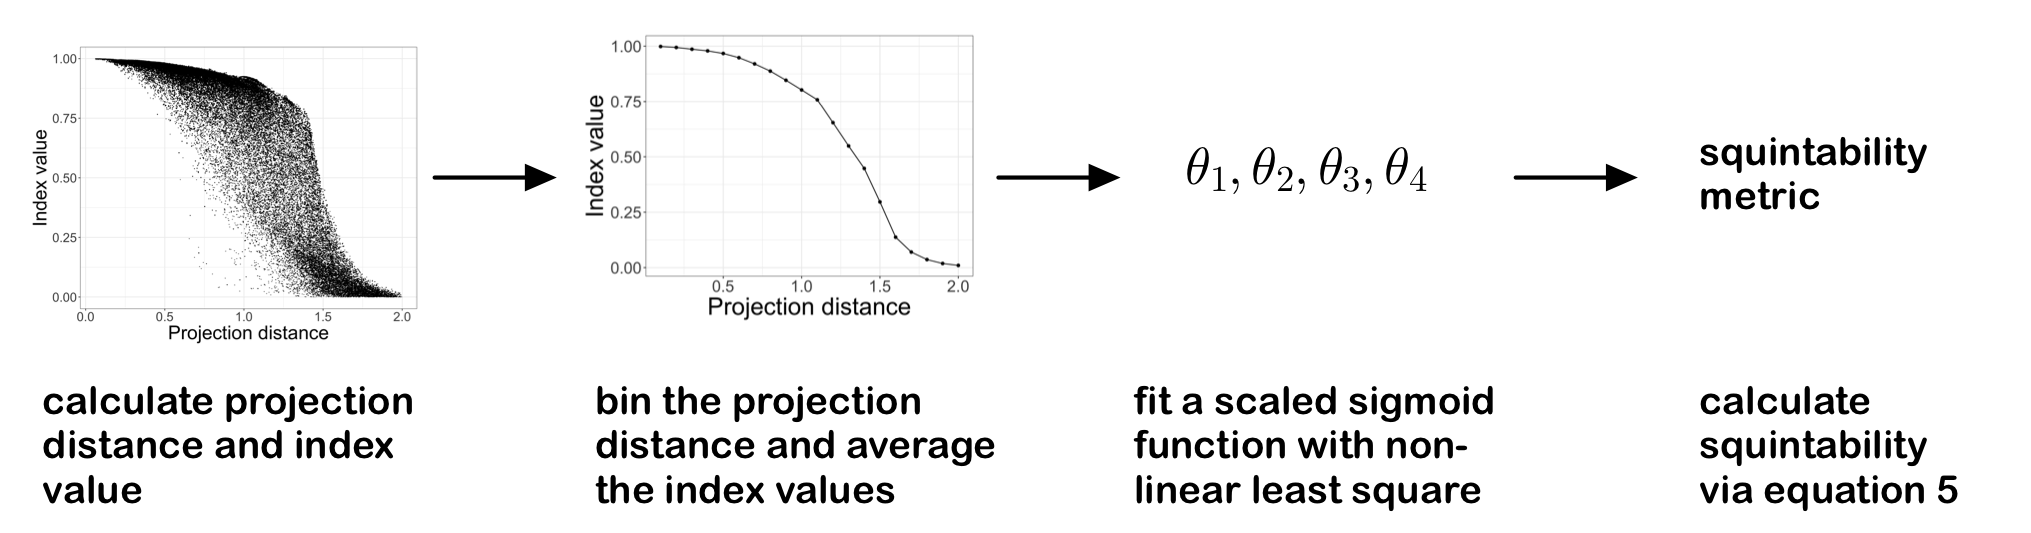 1.00
0.75
0.50
0.25
0.00
Index value
0.0 0.5 1.0 1.5 2.0
Projection distance
1.00
0.75
0.50
0.25
0.00
Index value
0.5 1.0 1.5 2.0
Projection distance
θ₁, θ₂, θ₃, θ₄
squintability
metric
calculate projection
distance and index
value
bin the projection
distance and average
the index values
fit a scaled sigmoid
function with non-
linear least square
calculate
squintability
via equation 5